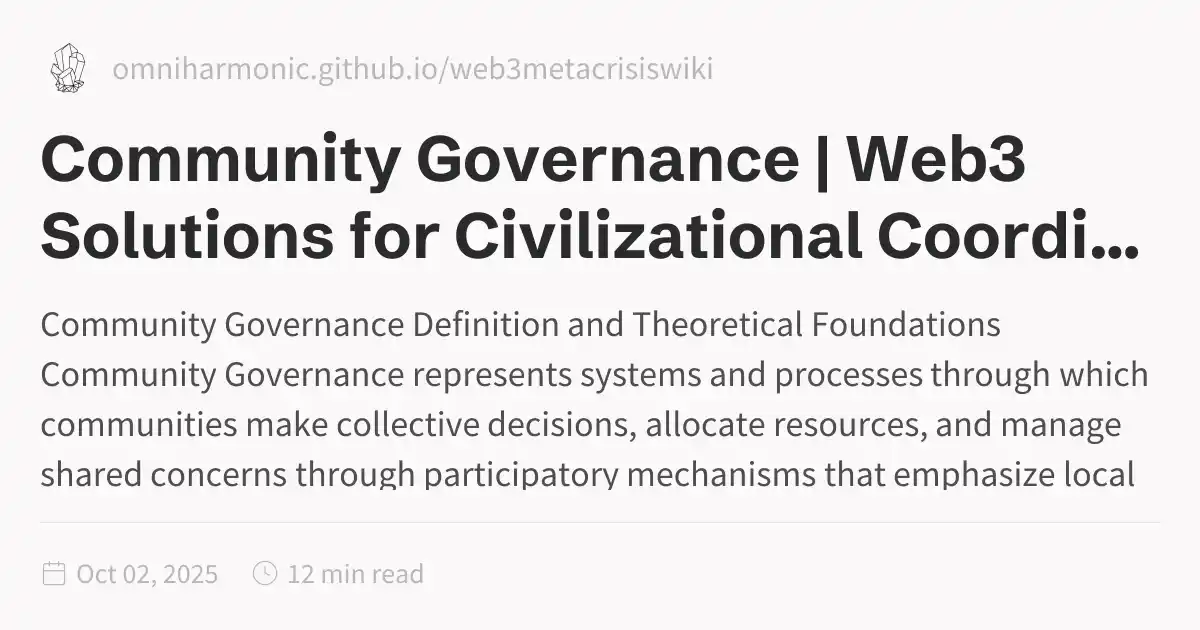 omniharmonic.github.io/web3metacrisiswiki
Community Governance | Web3
Solutions for Civilizational Coordi...
Community Governance Definition and Theoretical Foundations
Community Governance represents systems and processes through which
communities make collective decisions, allocate resources, and manage
shared concerns through participatory mechanisms that emphasize local
Oct 02, 2025
12 min read